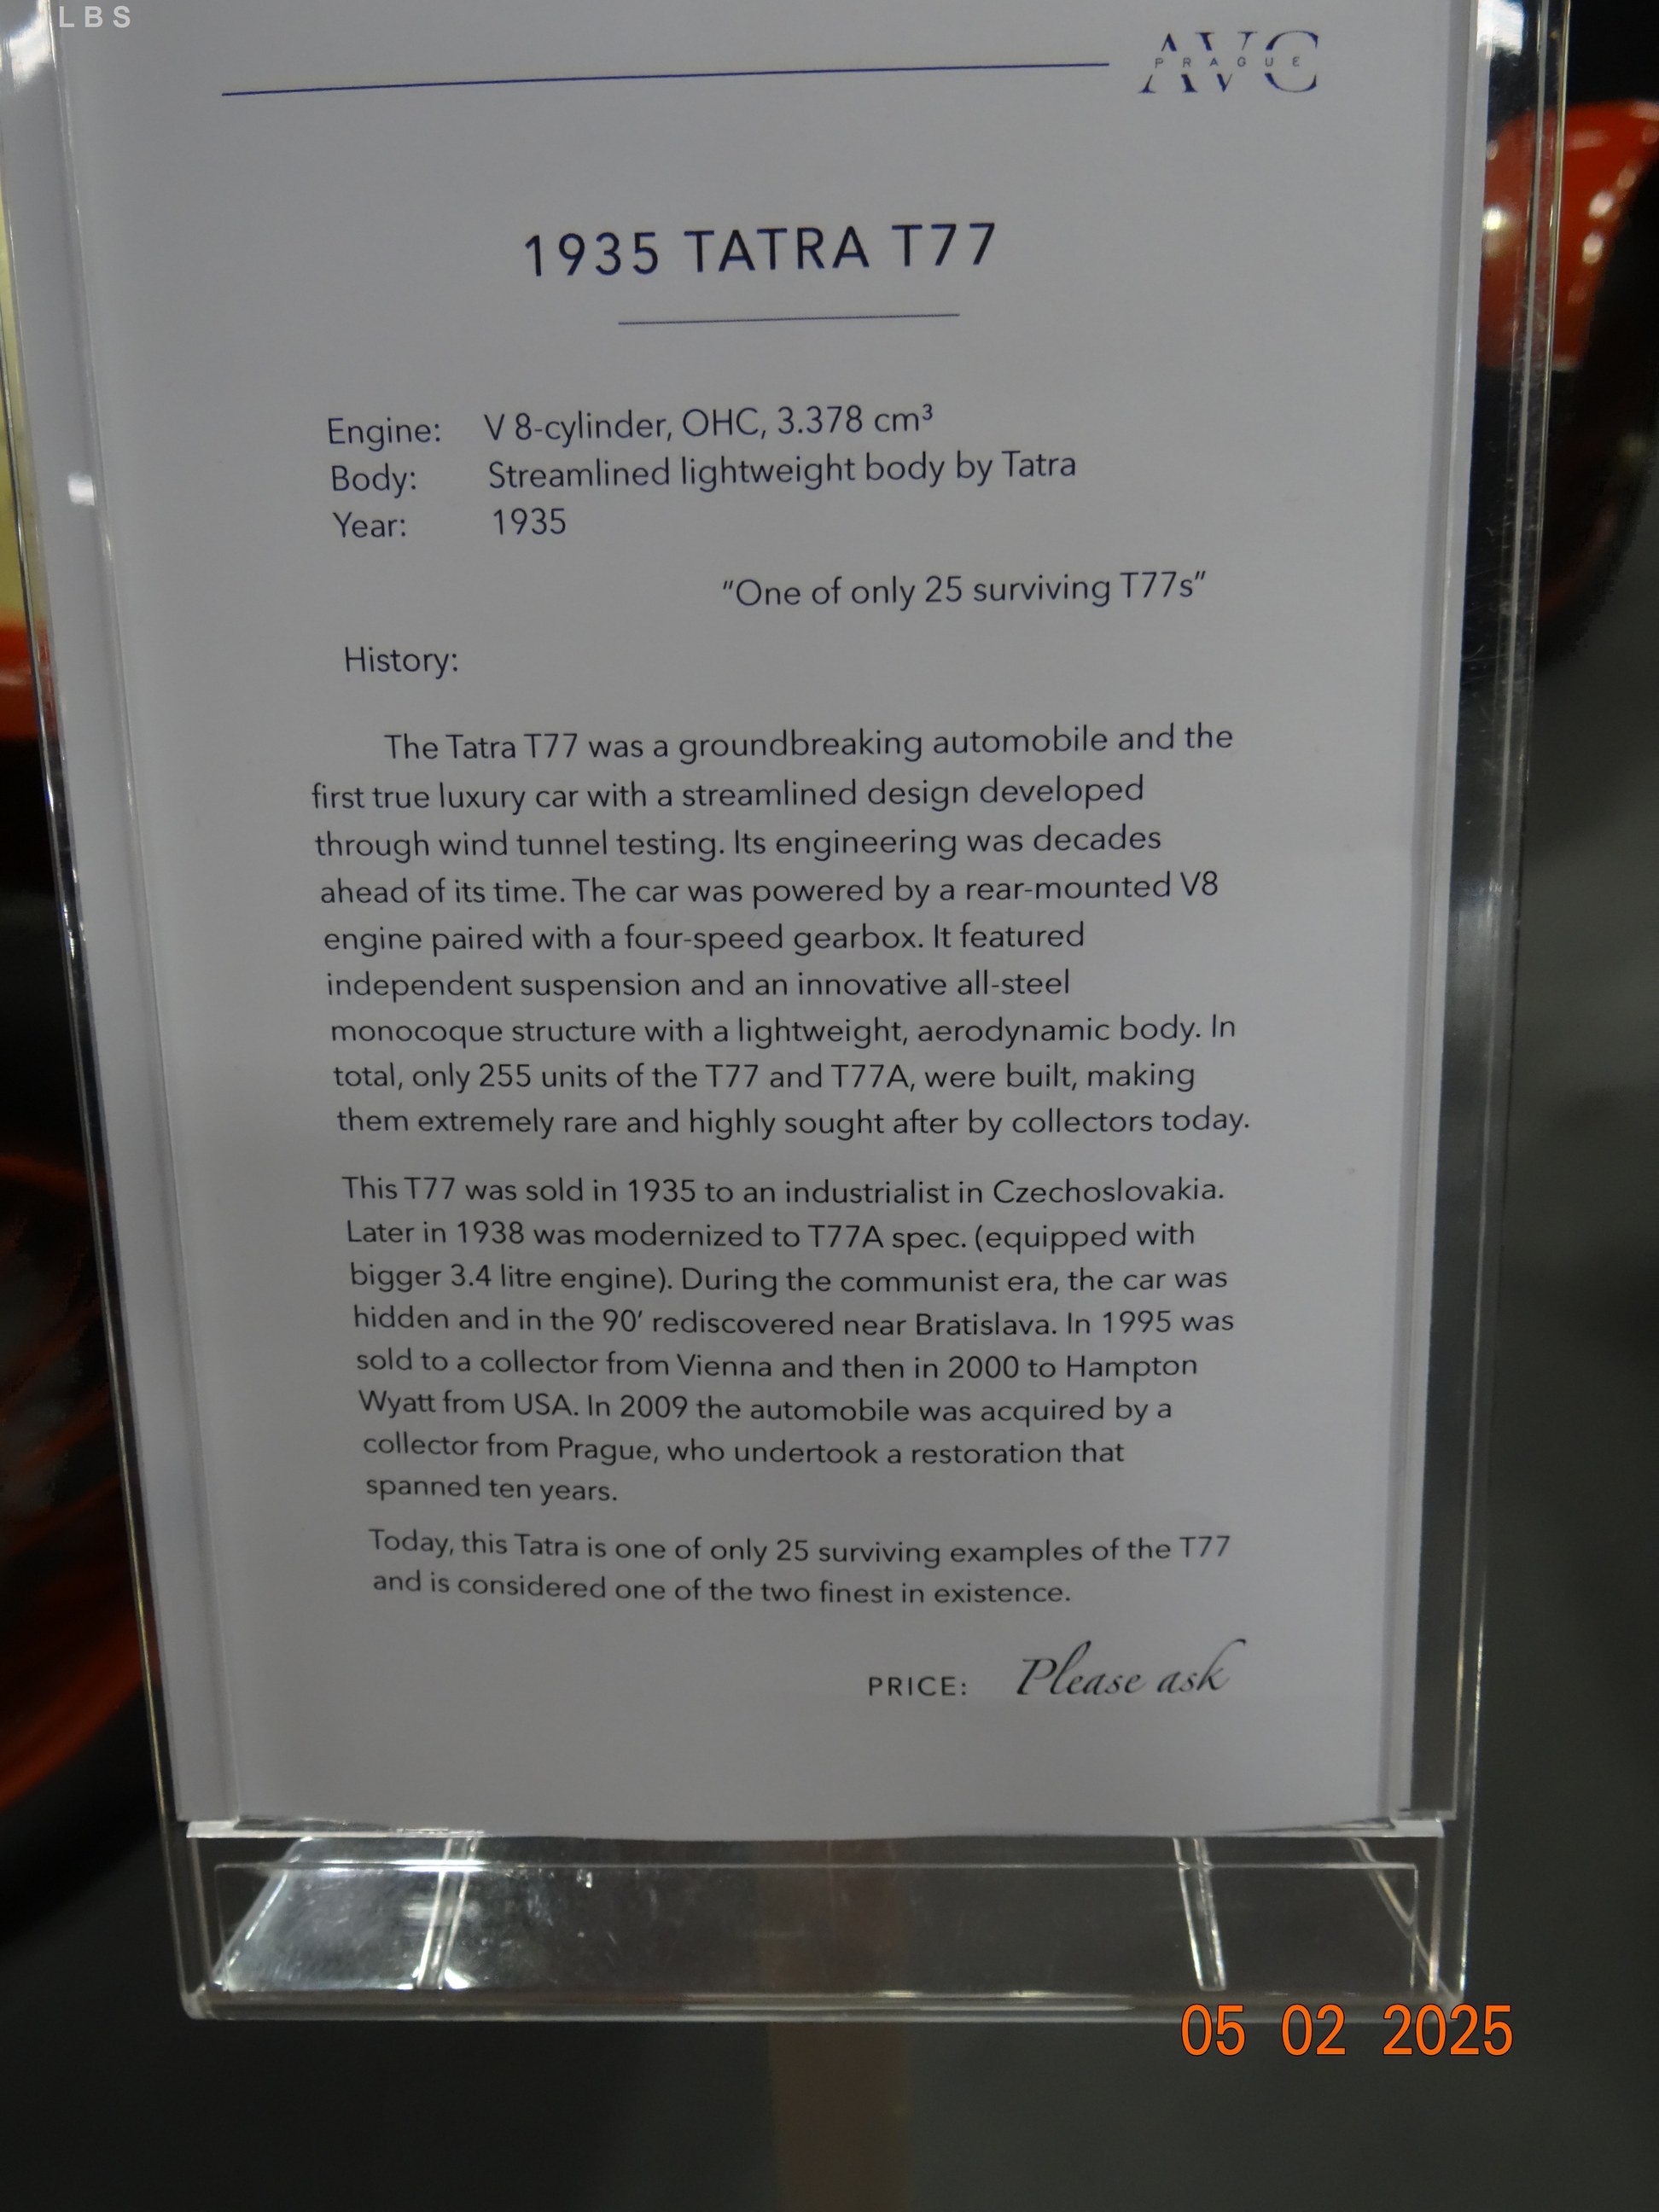 LBS
AVC
PRAGUE
1935 TATRA T77
Engine: V 8-cylinder, OHC, 3.378 cm³
Body: Streamlined lightweight body by Tatra
Year: 1935
"One of only 25 surviving T77s"
History:
The Tatra T77 was a groundbreaking automobile and the
first true luxury car with a streamlined design developed
through wind tunnel testing. Its engineering was decades
ahead of its time. The car was powered by a rear-mounted V8
engine paired with a four-speed gearbox. It featured
independent suspension and an innovative all-steel
monocoque structure with a lightweight, aerodynamic body. In
total, only 255 units of the T77 and T77A, were built, making
them extremely rare and highly sought after by collectors today.
This T77 was sold in 1935 to an industrialist in Czechoslovakia.
Later in 1938 was modernized to T77A spec. (equipped with
bigger 3.4 litre engine). During the communist era, the car was
hidden and in the 90' rediscovered near Bratislava. In 1995 was
sold to a collector from Vienna and then in 2000 to Hampton
Wyatt from USA. In 2009 the automobile was acquired by a
collector from Prague, who undertook a restoration that
spanned ten years.
Today, this Tatra is one of only 25 surviving examples of the T77
and is considered one of the two finest in existence.
PRICE: Please ask
05 02 2025